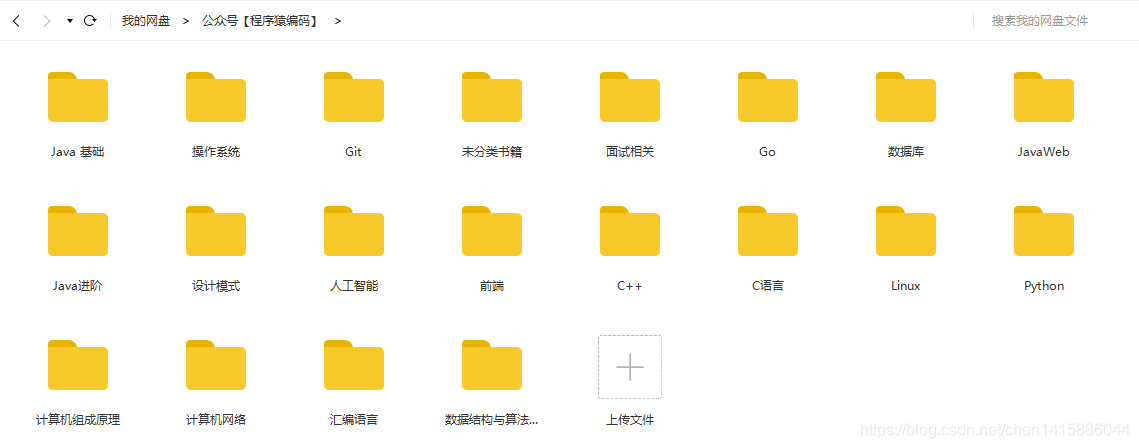 我的网盘 > 公众号【程序猿编码】 > 搜索我的网盘文件
Java 基础 操作系统 Git 未分类书籍 面试相关 Go 数据库 JavaWeb
Java进阶 设计模式 人工智能 前端 C++ C语言 Linux Python
计算机组成原理 计算机网络 汇编语言 数据结构与算法... 上传文件
https://blog.csdn.net/chen1415886044